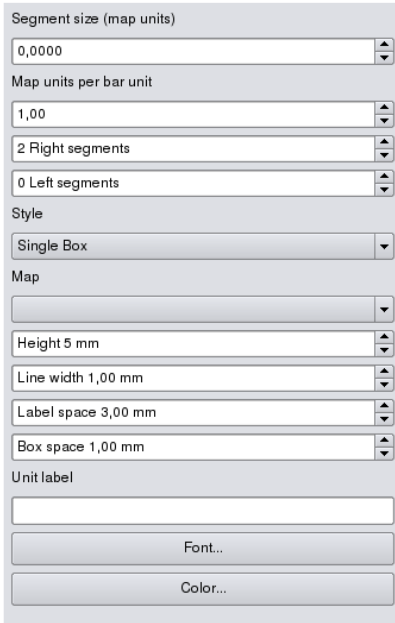 Segment size (map units)
0,0000
Map units per bar unit
1,00
2 Right segments
0 Left segments
Style
Single Box
Map
Height 5 mm
Line width 1,00 mm
Label space 3,00 mm
Box space 1,00 mm
Unit label
Font...
Color...